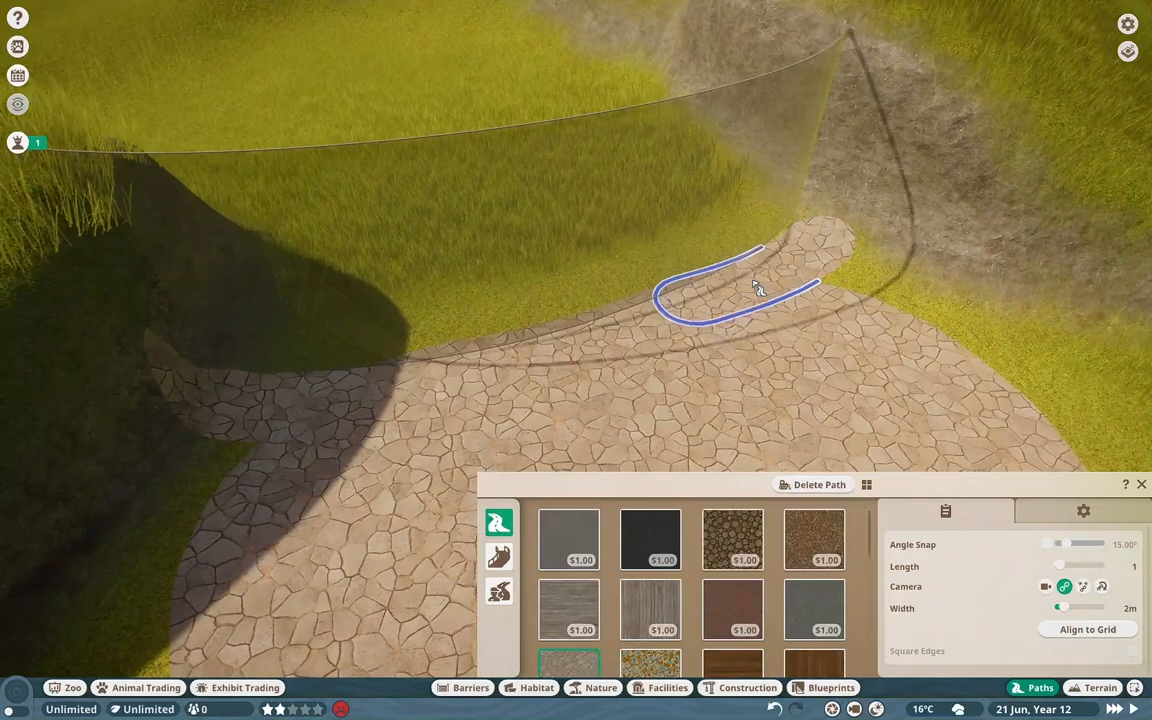 ?
1
Delete Path
?
$1.00
$1.00
$1.00
$1.00
$1.00
$1.00
$1.00
$1.00
Angle Snap
15.00°
Length
1
Camera
Width
2m
Align to Grid
Square Edges
Zoo
Animal Trading
Exhibit Trading
Barriers
Habitat
Nature
Facilities
Construction
Blueprints
Paths
Terrain
Unlimited
Unlimited
0
16°C
21 Jun, Year 12